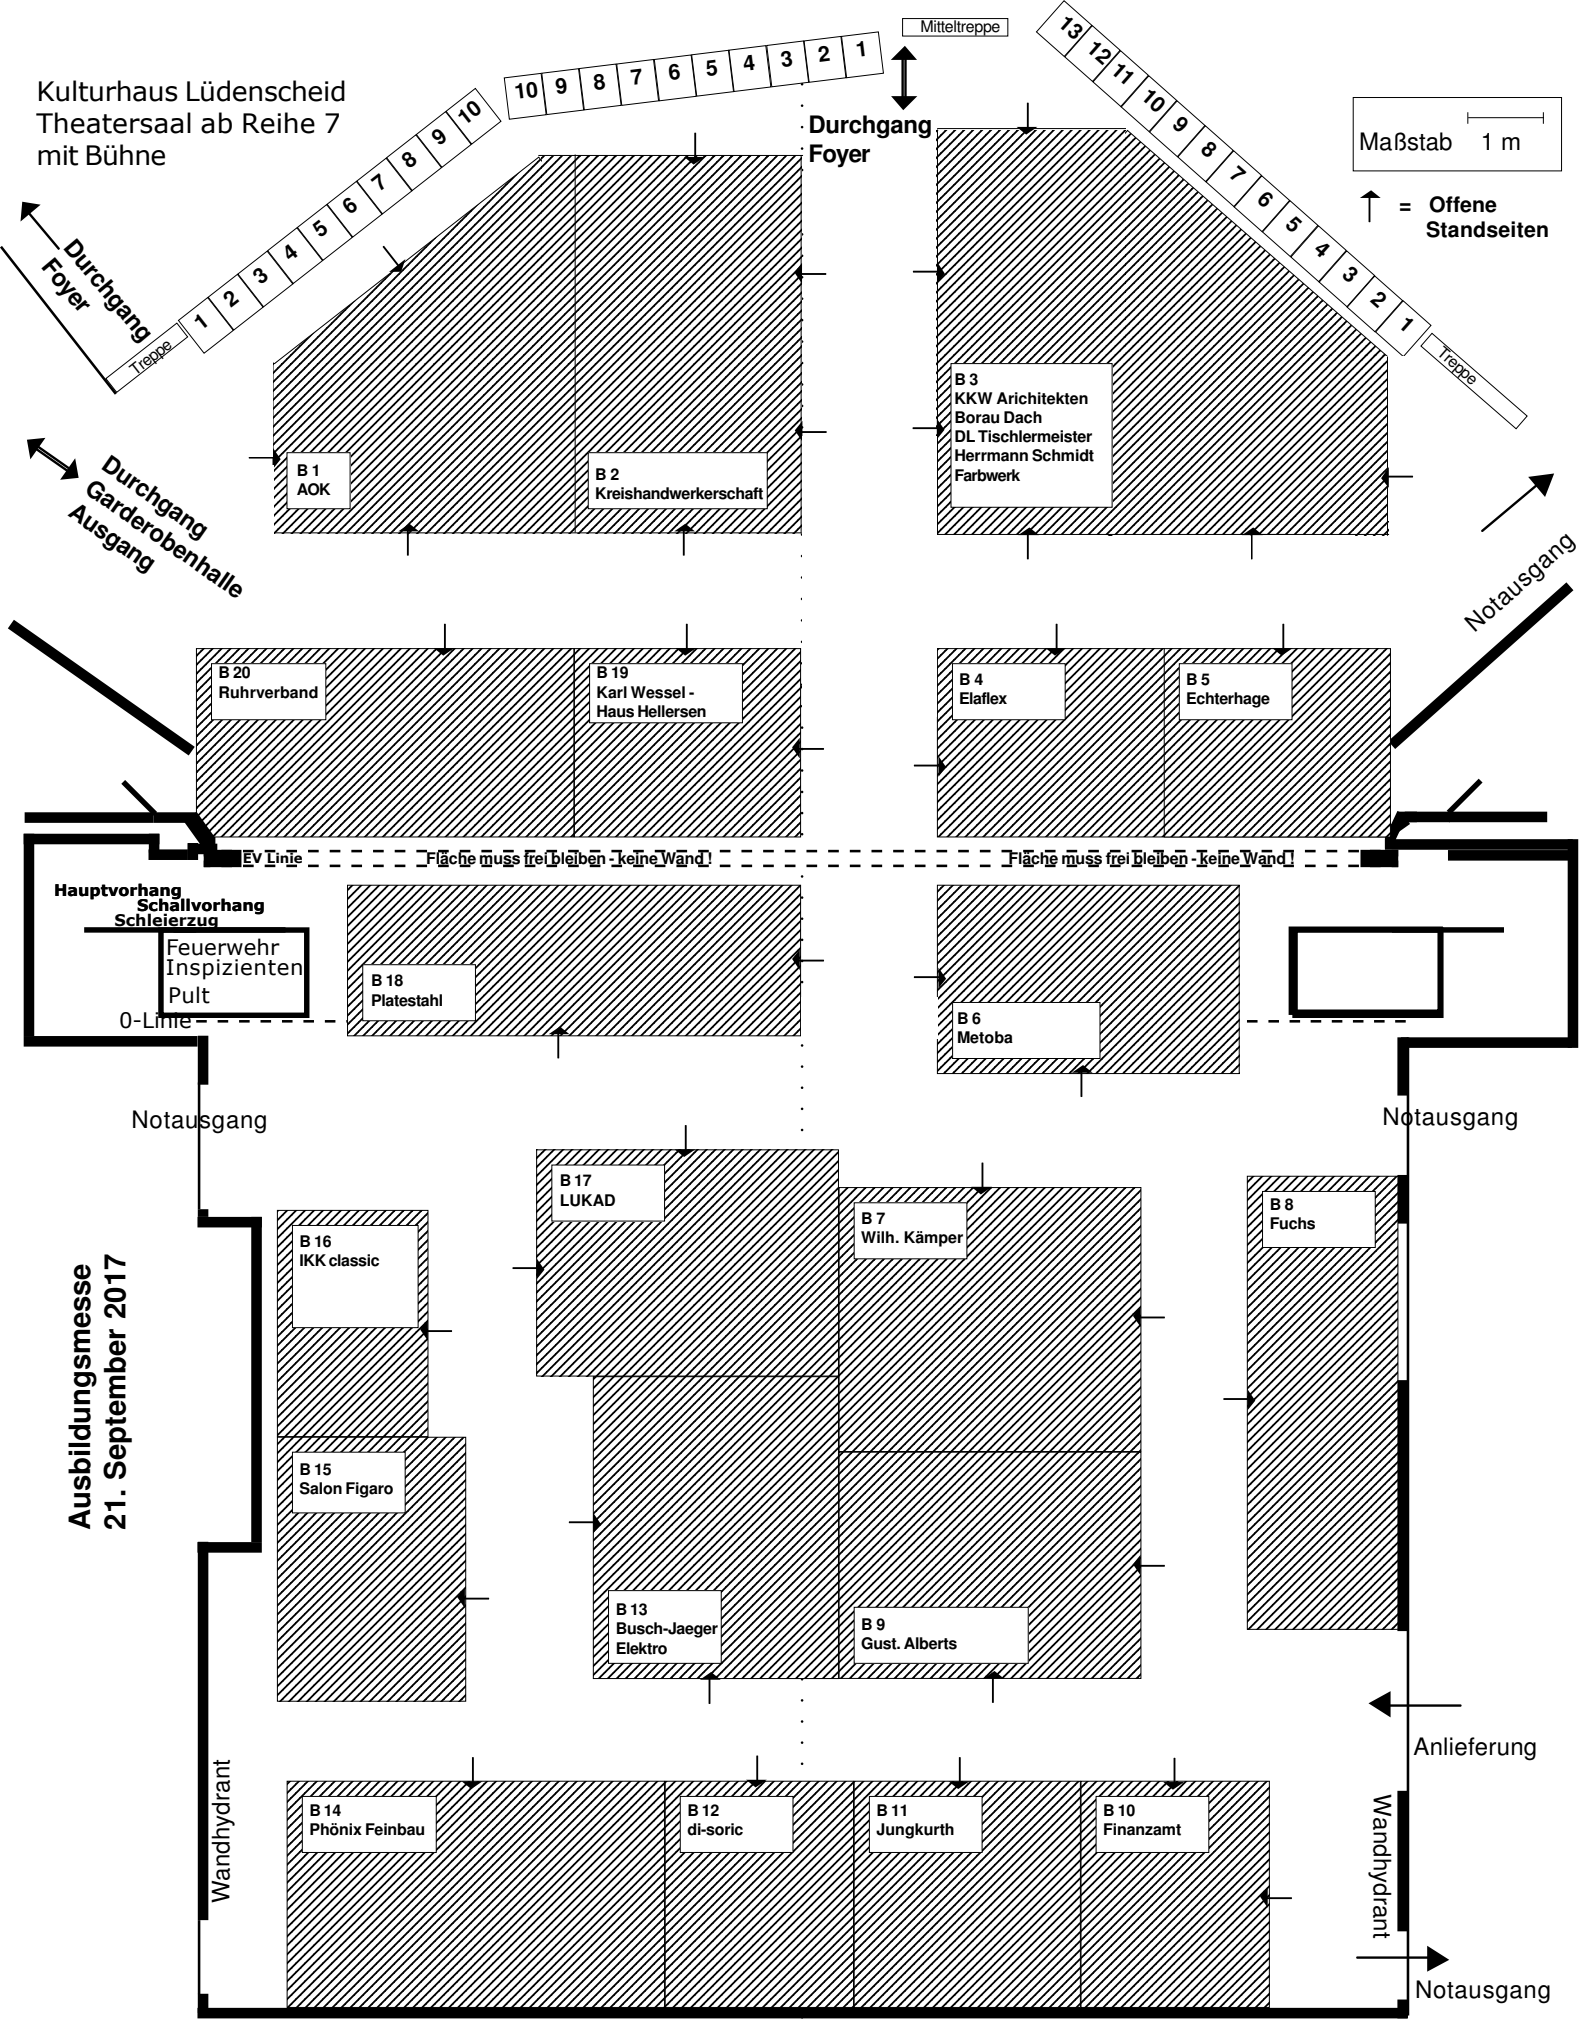 Mitteltreppe
13 12 11 10 9 8 7 6 5 4 3 2 1
10 9 8 7 6 5 4 3 2 1
1 2 3 4 5 6 7 8 9 10
Kulturhaus Lüdenscheid
Theatersaal ab Reihe 7
mit Bühne
Durchgang
Foyer
Maßstab 1 m
= Offene
Standseiten
Durchgang
Foyer
Treppe
Treppe
B 1
AOK
B 2
Kreishandwerkerschaft
B 3
KKW Arichitekten
Borau Dach
DL Tischlermeister
Herrmann Schmidt
Farbwerk
Durchgang
Garderobenhalle
Ausgang
Notausgang
B 20
Ruhrverband
B 19
Karl Wessel -
Haus Hellersen
B 4
Elaflex
B 5
Echterhage
EV Linie
Fläche muss frei bleiben - keine Wand !
Fläche muss frei bleiben - keine Wand !
Hauptvorhang
Schallvorhang
Schleierzug
Feuerwehr
Inspizienten
Pult
0-Linie
B 18
Platestahl
B 6
Metoba
Notausgang
Notausgang
B 17
LUKAD
B 7
Wilh. Kämper
B 8
Fuchs
B 16
IKK classic
Ausbildungsmesse
21. September 2017
B 15
Salon Figaro
B 13
Busch-Jaeger
Elektro
B 9
Gust. Alberts
Anlieferung
Wandhydrant
B 14
Phönix Feinbau
B 12
di-soric
B 11
Jungkurth
B 10
Finanzamt
Wandhydrant
Notausgang